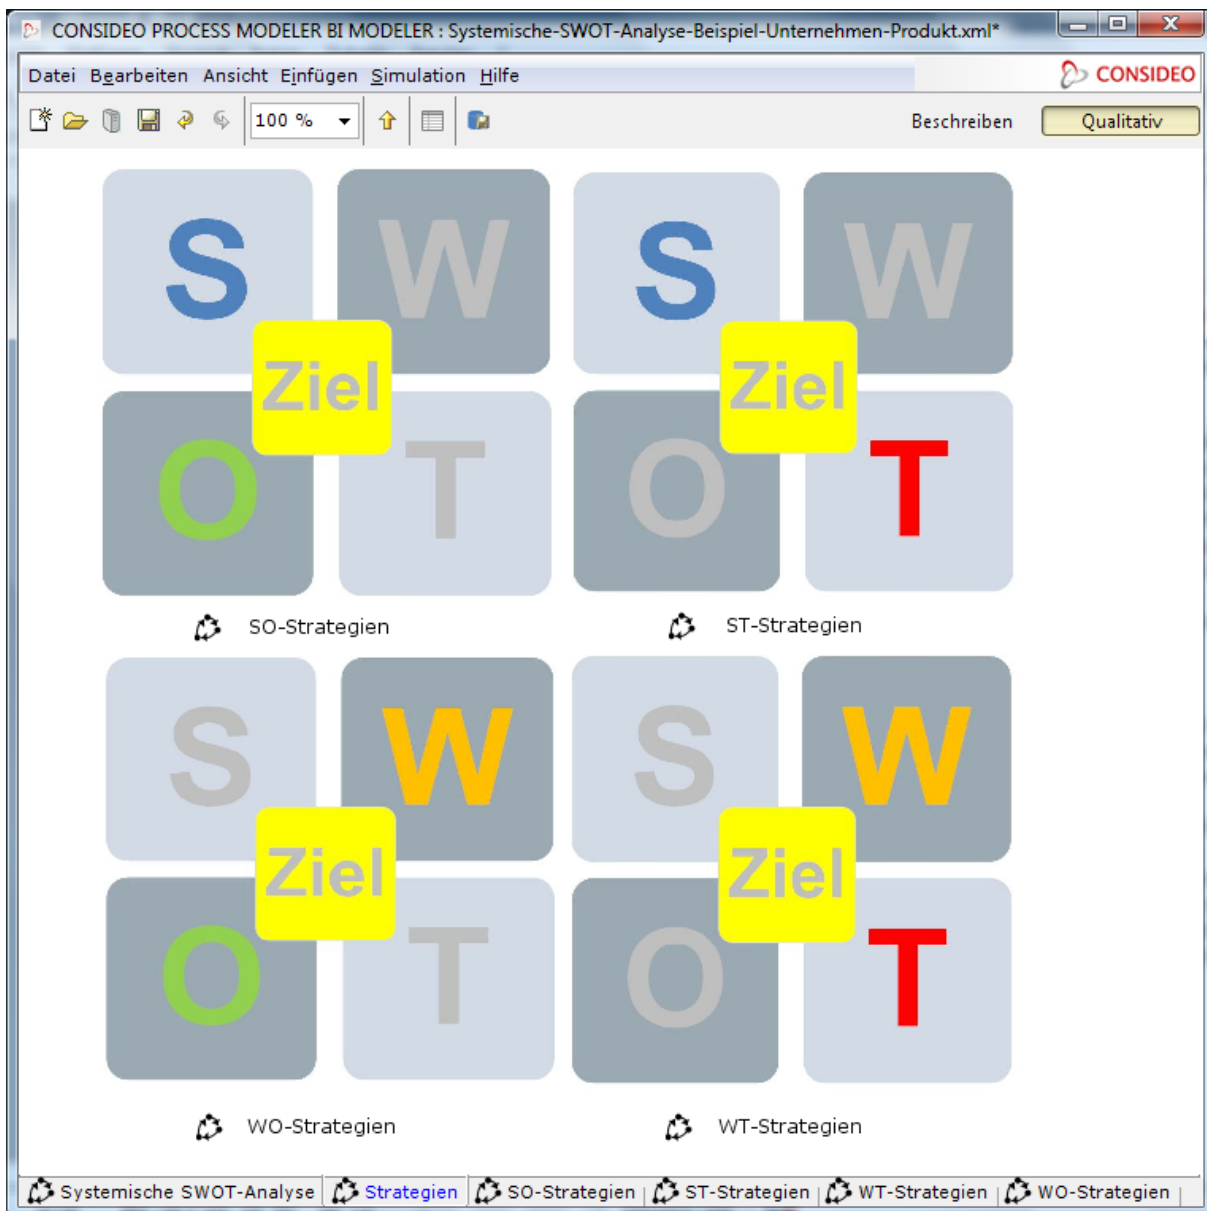 CONSIDEO PROCESS MODELER BI MODELER : Systemische-SWOT-Analyse-Beispiel-Unternehmen-Produkt.xml*
Datei Bearbeiten Ansicht Einfügen Simulation Hilfe
CONSIDEO
100 %
Beschreiben
Qualitativ
S W
Ziel
O T
SO-Strategien
S W
Ziel
O T
ST-Strategien
S W
Ziel
O T
WO-Strategien
S W
Ziel
O T
WT-Strategien
Systemische SWOT-Analyse Strategien SO-Strategien ST-Strategien WT-Strategien WO-Strategien